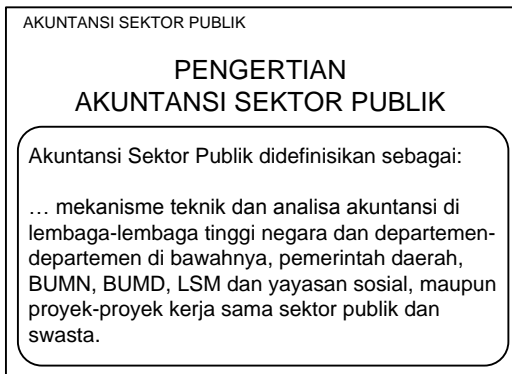 AKUNTANSI SEKTOR PUBLIK
PENGERTIAN
AKUNTANSI SEKTOR PUBLIK
Akuntansi Sektor Publik didefinisikan sebagai:
… mekanisme teknik dan analisa akuntansi di
lembaga-lembaga tinggi negara dan departemen-
departemen di bawahnya, pemerintah daerah,
BUMN, BUMD, LSM dan yayasan sosial, maupun
proyek-proyek kerja sama sektor publik dan
swasta.